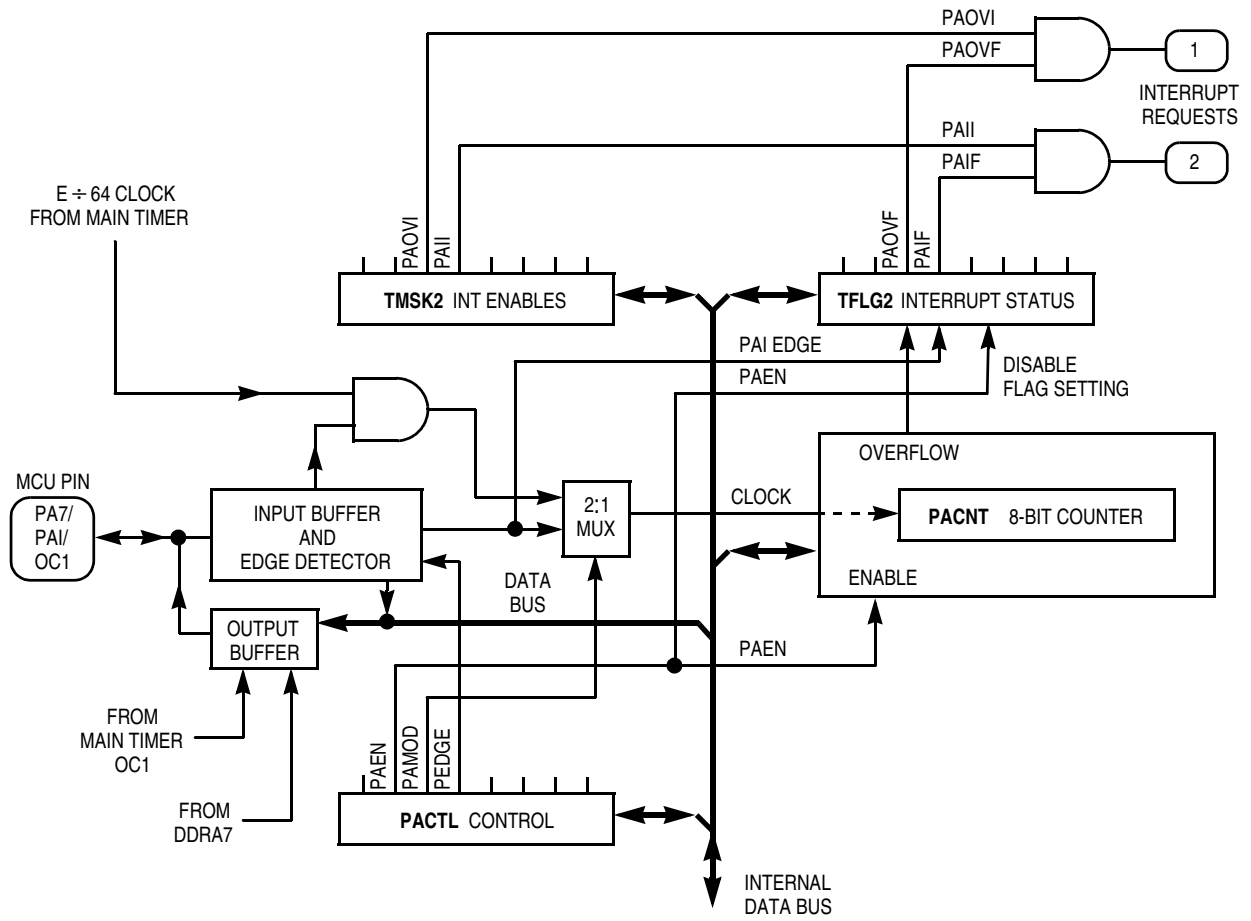 PAOVI
PAOVF
1
INTERRUPT
REQUESTS
PAII
PAIF
2
E ÷ 64 CLOCK
FROM MAIN TIMER
PAOVI
PAII
PAOVF
PAIF
TMSK2 INT ENABLES
TFLG2 INTERRUPT STATUS
PAI EDGE
PAEN
DISABLE
FLAG SETTING
OVERFLOW
MCU PIN
PA7/
PAI/
OC1
INPUT BUFFER
AND
EDGE DETECTOR
2:1
MUX
CLOCK
PACNT 8-BIT COUNTER
DATA
BUS
ENABLE
OUTPUT
BUFFER
PAEN
FROM
MAIN TIMER
OC1
PAEN
PAMOD
PEDGE
FROM
DDRA7
PACTL CONTROL
INTERNAL
DATA BUS